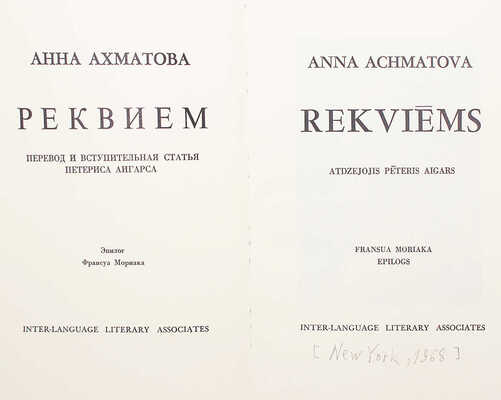 АННА АХМАТОВА
РЕКВИЕМ
ПЕРЕВОД И ВСТУПИТЕЛЬНАЯ СТАТЬЯ
ПЕТЕРИСА АИГАРСА
Эпилог
Франсуа Мориака
INTER-LANGUAGE LITERARY ASSOCIATES
ANNA ACHMATOVA
REKVIĒMS
ATDZEJOJIS PĒTERIS AIGARS
FRANSUA MORIAKA
EPILOGS
INTER-LANGUAGE LITERARY ASSOCIATES
[New York, 1968]